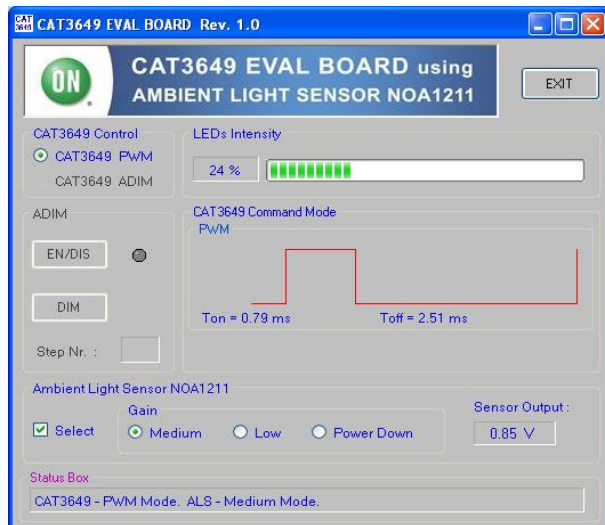 CAT3649 EVAL BOARD Rev. 1.0
ON
CAT3649 EVAL BOARD using
AMBIENT LIGHT SENSOR NOA1211
EXIT
CAT3649 Control
CAT3649 PWM
CAT3649 ADIM
LEDs Intensity
24 %
ADIM
EN/DIS
DIM
Step Nr. :
CAT3649 Command Mode
PWM
Ton = 0.79 ms
Toff = 2.51 ms
Ambient Light Sensor NOA1211
Select
Gain
Medium
Low
Power Down
Sensor Output :
0.85 V
Status Box
CAT3649 - PWM Mode. ALS - Medium Mode.